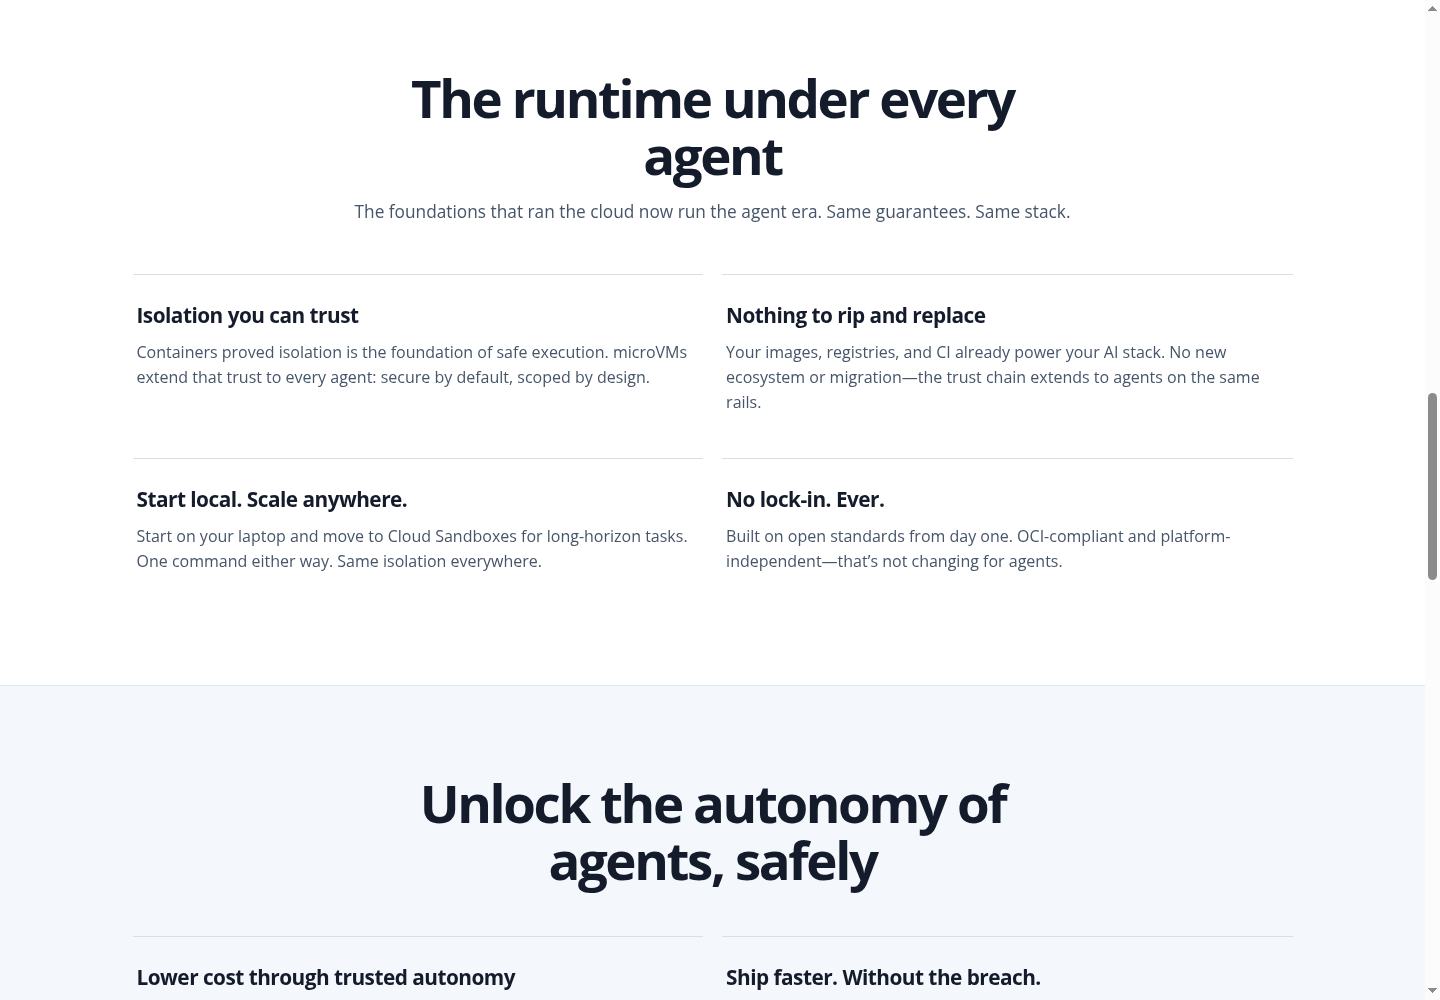 The runtime under every
agent
The foundations that ran the cloud now run the agent era. Same guarantees. Same stack.
Isolation you can trust
Containers proved isolation is the foundation of safe execution. microVMs
extend that trust to every agent: secure by default, scoped by design.
Nothing to rip and replace
Your images, registries, and CI already power your AI stack. No new
ecosystem or migration—the trust chain extends to agents on the same
rails.
Start local. Scale anywhere.
Start on your laptop and move to Cloud Sandboxes for long-horizon tasks.
One command either way. Same isolation everywhere.
No lock-in. Ever.
Built on open standards from day one. OCI-compliant and platform-
independent—that’s not changing for agents.
Unlock the autonomy of
agents, safely
Lower cost through trusted autonomy
Ship faster. Without the breach.